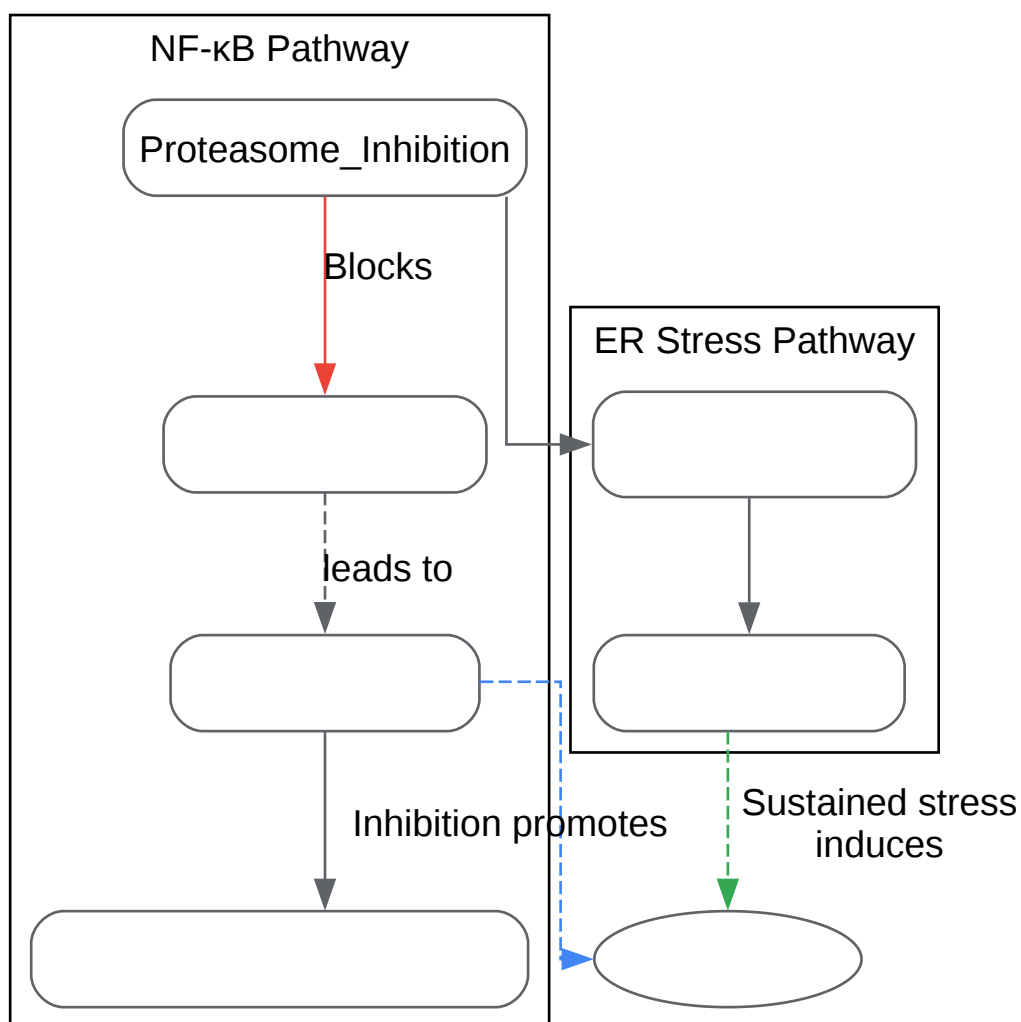 NF-κB Pathway
Proteasome_Inhibition
Blocks
ER Stress Pathway
leads to
Inhibition promotes
Sustained stress
induces